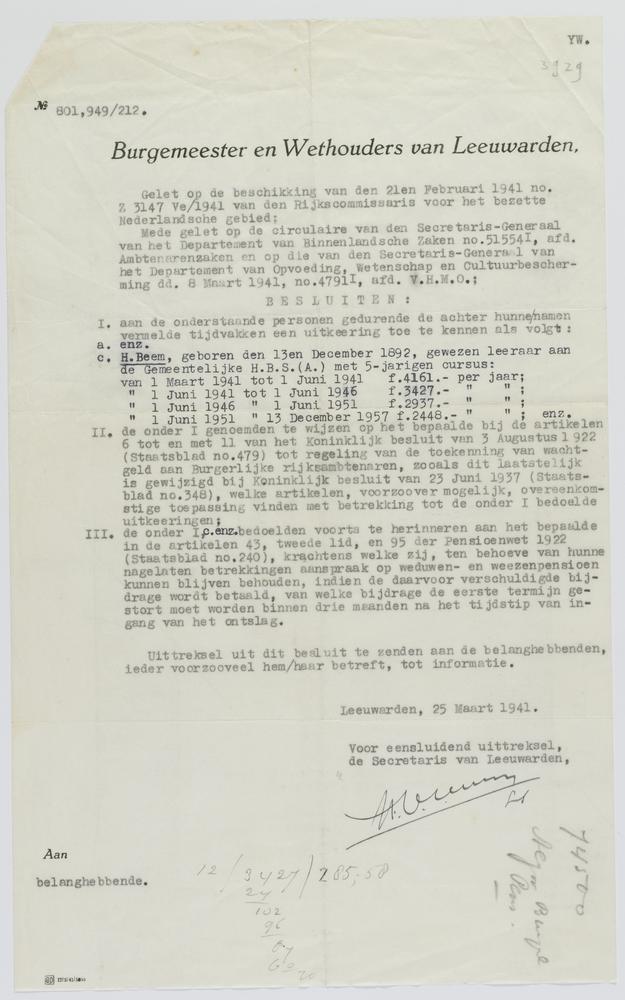 YW.
3929
№ 801,949/212.
Burgemeester en Wethouders van Leeuwarden,
Gelet op de beschikking van den 21en Februari 1941 no.
Z 3147 Ve/1941 van den Rijkscommissaris voor het bezette
Nederlandsche gebied;
Mede gelet op de circulaire van den Secretaris-Generaal
van het Departement van Binnenlandsche Zaken no.51554I, afd.
Ambtenarenzaken en op die van den Secretaris-Generaal van
het Departement van Opvoeding, Wetenschap en Cultuurbescher-
ming dd. 8 Maart 1941, no.4791I, afd. V.H.M.O.;
B E S L U I T E N :
I. aan de onderstaande personen gedurende de achter hunne/namen
vermelde tijdvakken een uitkeering toe te kennen als volgt:
a. enz.
c. H.Beem, geboren den 13en December 1892, gewezen leeraar aan
de Gemeentelijke H.B.S.(A.) met 5-jarigen cursus:
van 1 Maart 1941 tot 1 Juni 1941 f.4161.- per jaar;
" 1 Juni 1941 tot 1 Juni 1946 f.3427.- " " ;
" 1 Juni 1946 " 1 Juni 1951 f.2937.- " " ;
" 1 Juni 1951 " 13 December 1957 f.2448.- " " ; enz.
II. de onder I genoemden te wijzen op het bepaalde bij de artikelen
6 tot en met 11 van het Koninklijk besluit van 3 Augustus 1922
(Staatsblad no.479) tot regeling van de toekenning van wacht-
geld aan Burgerlijke rijksambtenaren, zooals dit laatstelijk
is gewijzigd bij Koninklijk besluit van 23 Juni 1937 (Staats-
blad no.348), welke artikelen, voorzoover mogelijk, overeenkom-
stige toepassing vinden met betrekking tot de onder I bedoelde
uitkeeringen;
III. de onder I,c.enz.bedoelden voorts te herinneren aan het bepaalde
in de artikelen 43, tweede lid, en 95 der Pensioenwet 1922
(Staatsblad no.240), krachtens welke zij, ten behoeve van hunne
nagelaten betrekkingen aanspraak op weduwen- en weezenpensioen
kunnen blijven behouden, indien de daarvoor verschuldigde bij-
drage wordt betaald, van welke bijdrage de eerste termijn ge-
stort moet worden binnen drie maanden na het tijdstip van in-
gang van het ontslag.
Uittreksel uit dit besluit te zenden aan de belanghebbenden,
ieder voorzooveel hem/haar betreft, tot informatie.
Leeuwarden, 25 Maart 1941.
Voor eensluidend uittreksel,
de Secretaris van Leeuwarden,
Aan
belanghebbende.
12 / 3427 / 285,58
24
102
96
67
60
70
74500